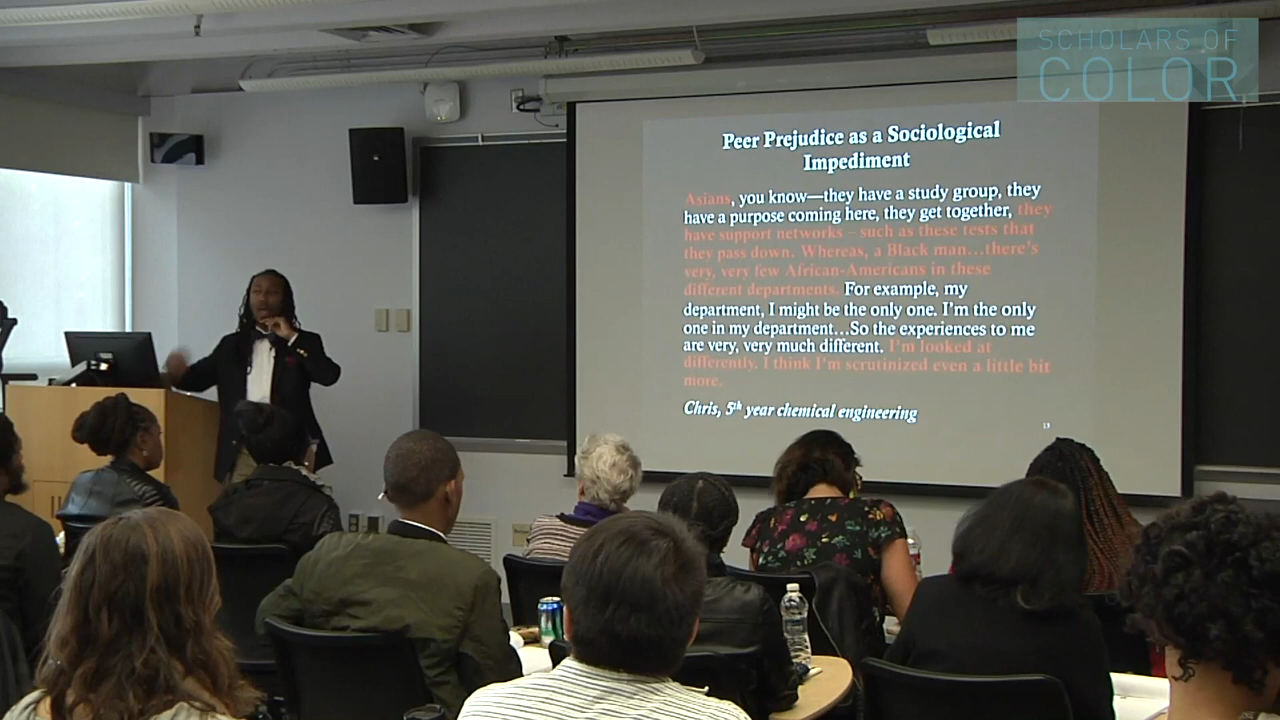 SCHOLARS OF
COLOR
Peer Prejudice as a Sociological
Impediment
Asians, you know—they have a study group, they
have a purpose coming here, they get together, they
have support networks – such as these tests that
they pass down. Whereas, a Black man…there's
very, very few African-Americans in these
different departments. For example, my
department, I might be the only one. I'm the only
one in my department…So the experiences to me
are very, very much different. I'm looked at
differently. I think I'm scrutinized even a little bit
more.
Chris, 5th year chemical engineering
13